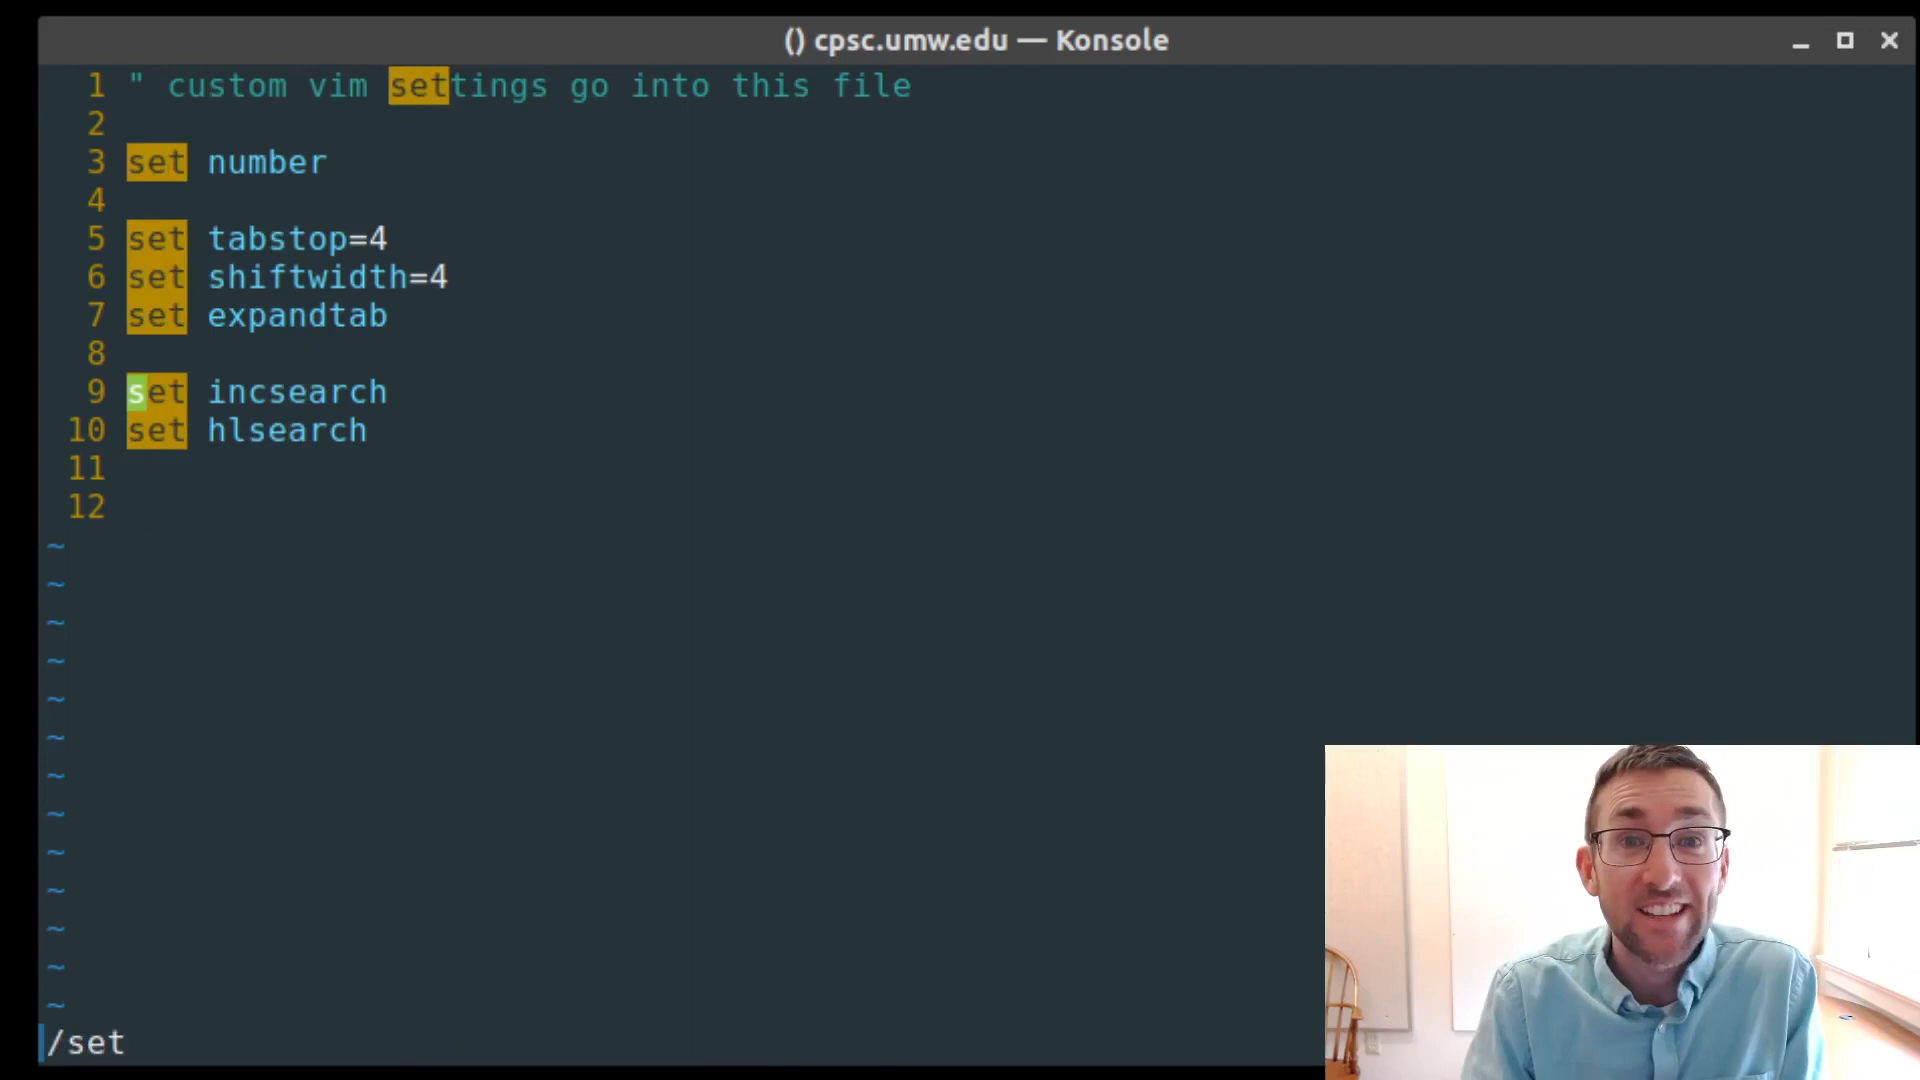 () cpsc.umw.edu — Konsole
1 " custom vim settings go into this file
2
3 set number
4
5 set tabstop=4
6 set shiftwidth=4
7 set expandtab
8
9 set incsearch
10 set hlsearch
11
12
~
~
~
~
~
~
~
~
~
~
~
~
~
/set